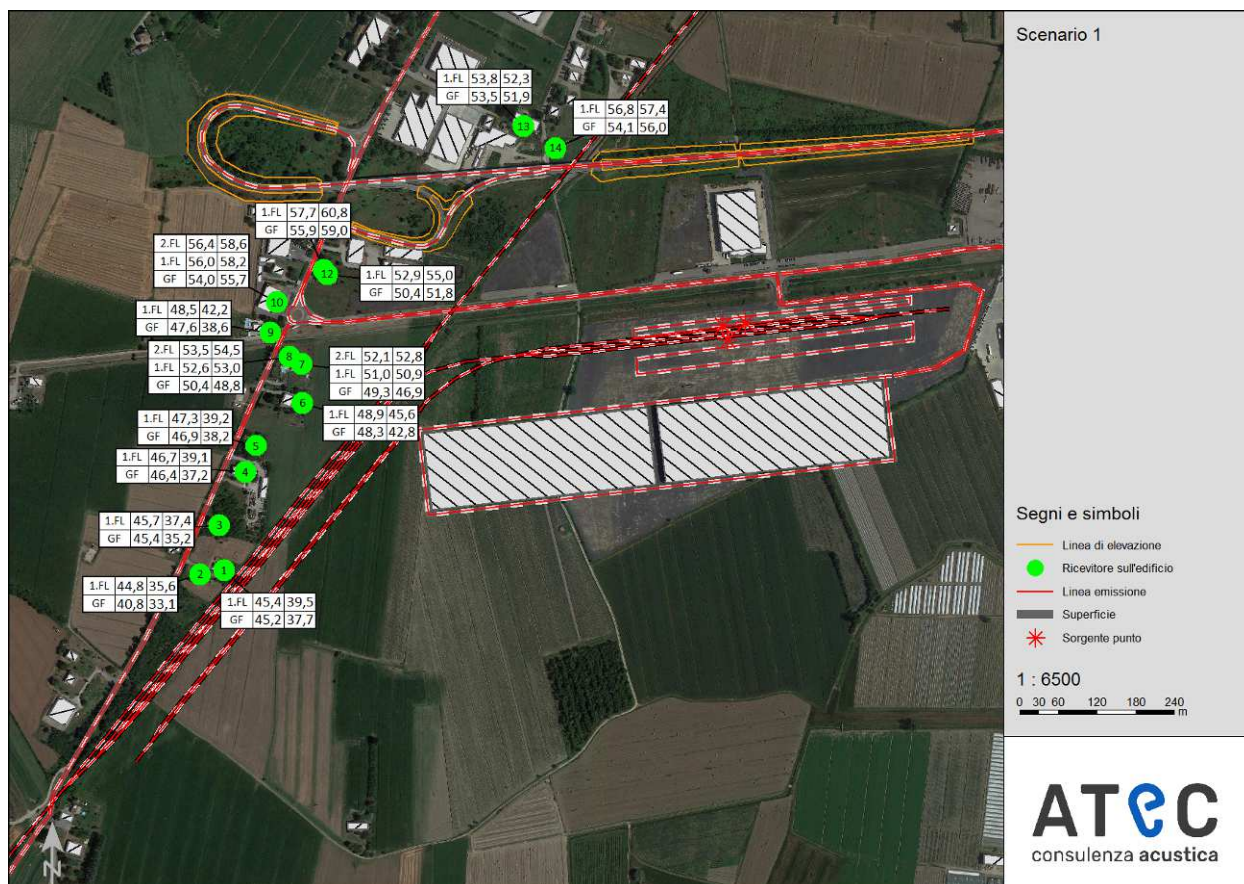 Scenario 1
1.FL 53,8 52,3
GF 53,5 51,9
13
1.FL 56,8 57,4
GF 54,1 56,0
14
1.FL 57,7 60,8
GF 55,9 59,0
2.FL 56,4 58,6
1.FL 56,0 58,2
GF 54,0 55,7
12
1.FL 52,9 55,0
GF 50,4 51,8
10
1.FL 48,5 42,2
GF 47,6 38,6
9
2.FL 53,5 54,5
1.FL 52,6 53,0
GF 50,4 48,8
8
7
2.FL 52,1 52,8
1.FL 51,0 50,9
GF 49,3 46,9
6
1.FL 48,9 45,6
GF 48,3 42,8
1.FL 47,3 39,2
GF 46,9 38,2
5
1.FL 46,7 39,1
GF 46,4 37,2
4
1.FL 45,7 37,4
GF 45,4 35,2
3
1.FL 44,8 35,6
GF 40,8 33,1
2
1
1.FL 45,4 39,5
GF 45,2 37,7
N
Segni e simboli
Linea di elevazione
Ricevitore sull'edificio
Linea emissione
Superficie
Sorgente punto
1 : 6500
0 30 60 120 180 240
m
ATEC
consulenza acustica